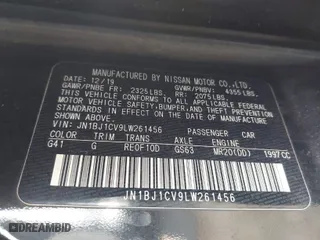 MANUFACTURED BY NISSAN MOTOR CO., LTD.
DATE: 12/19
GAWR/PNBE FR: 2325LBS. GVWR/PNBV: 4355LBS.
RR: 2075LBS.
THIS VEHICLE CONFORMS TO ALL APPLICABLE
FEDERAL MOTOR VEHICLE SAFETY, BUMPER, AND
THEFT PREVENTION STANDARDS IN EFFECT ON THE
DATE OF MANUFACTURE SHOWN ABOVE.
VIN: JN1BJ1CV9LW261456 PASSENGER CAR
COLOR TRIM TRANS AXLE ENGINE
G41 G RE0F10D GS63 MR20(DD) 1997CC
JN1BJ1CV9LW261456
© DREAMBID AUTO